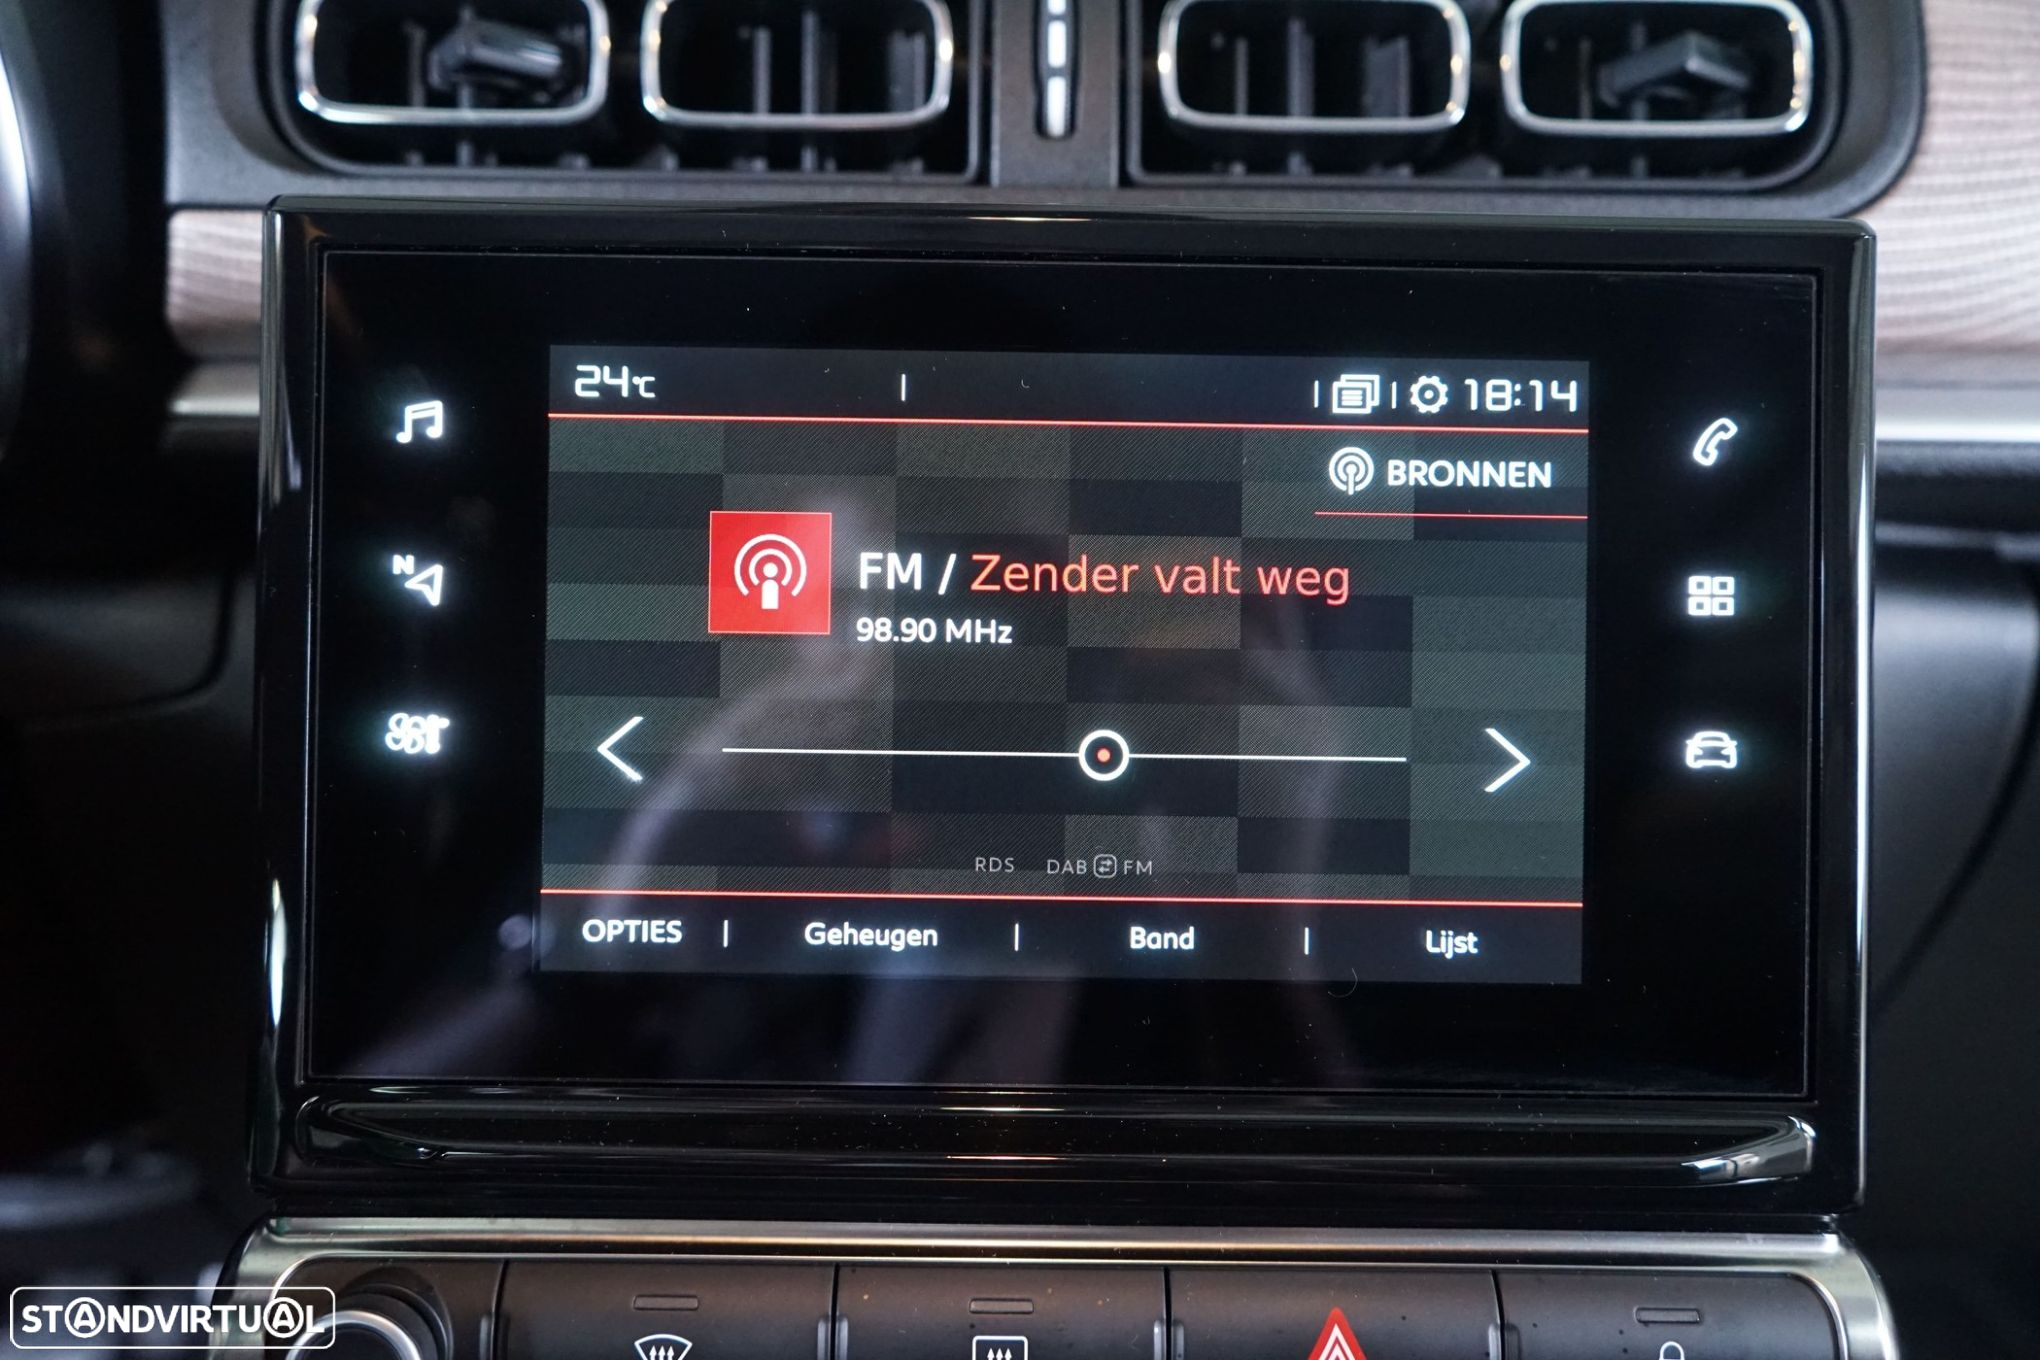 24°C
18:14
BRONNEN
FM / Zender valt weg
98.90 MHz
N
RDS DAB FM
OPTIES | Geheugen | Band | Lijst
STANDVIRTUAL